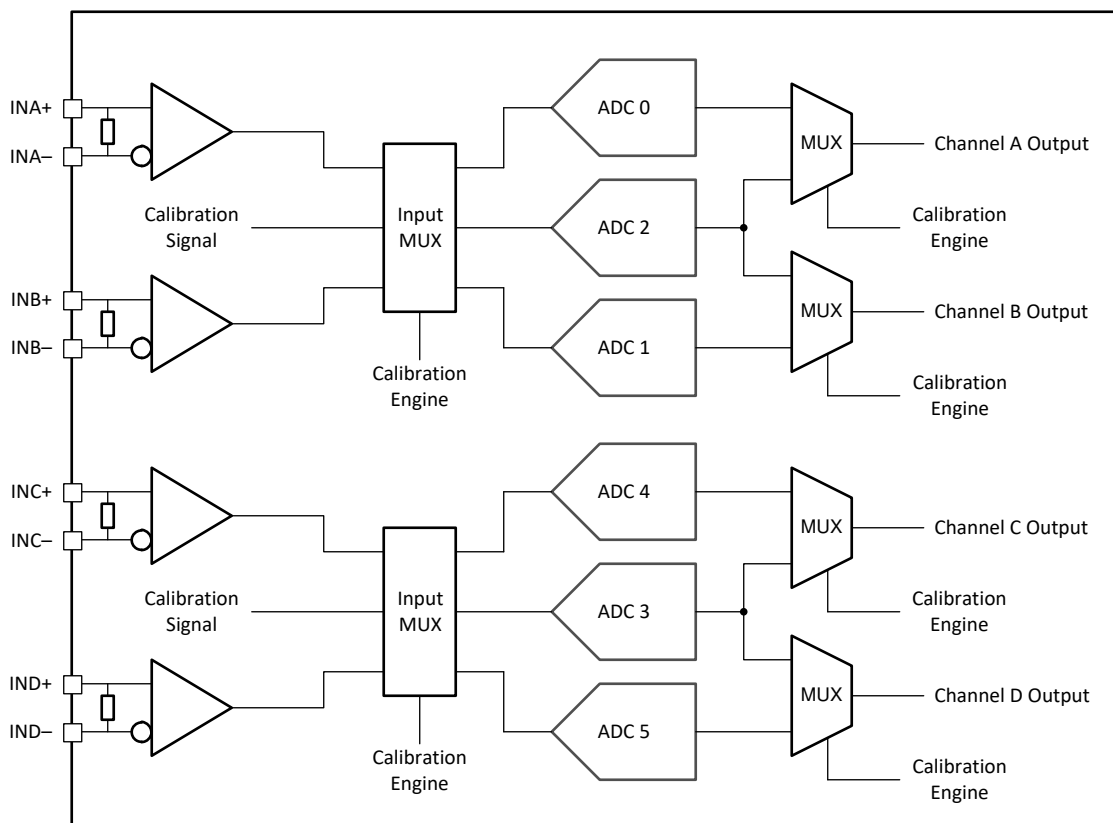 INA+
INA–
Calibration
Signal
INB+
INB–
Input
MUX
Calibration
Engine
ADC 0
ADC 2
ADC 1
MUX
Channel A Output
Calibration
Engine
MUX
Channel B Output
Calibration
Engine
INC+
INC–
Calibration
Signal
IND+
IND–
Input
MUX
Calibration
Engine
ADC 4
ADC 3
ADC 5
MUX
Channel C Output
Calibration
Engine
MUX
Channel D Output
Calibration
Engine